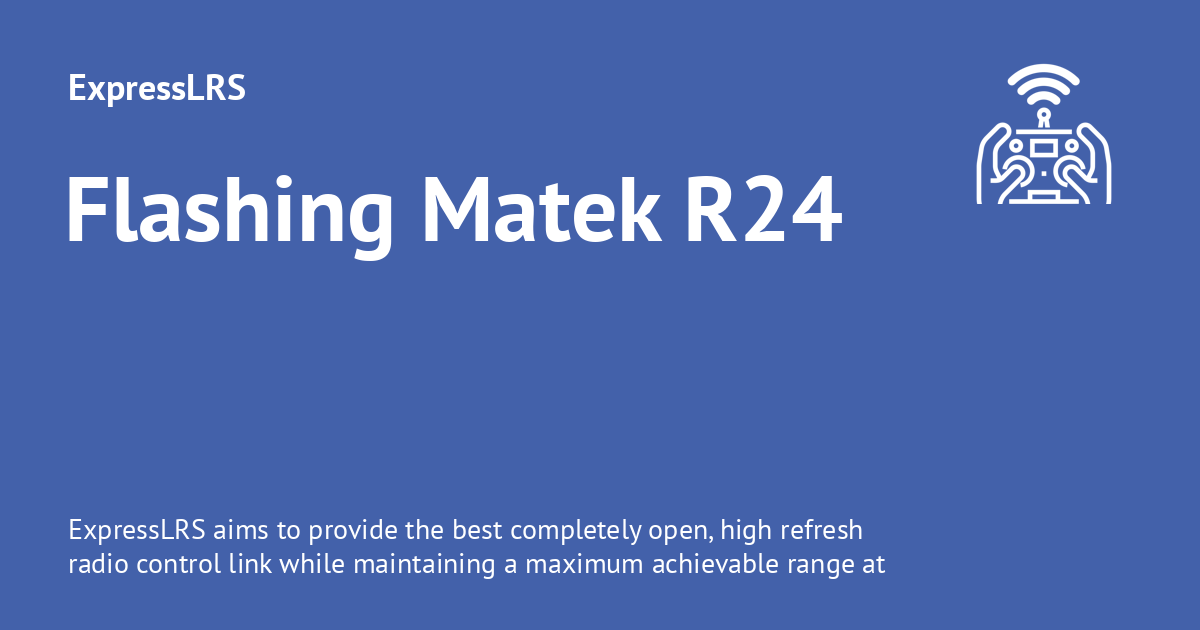 ExpressLRS
Flashing Matek R24
ExpressLRS aims to provide the best completely open, high refresh
radio control link while maintaining a maximum achievable range at